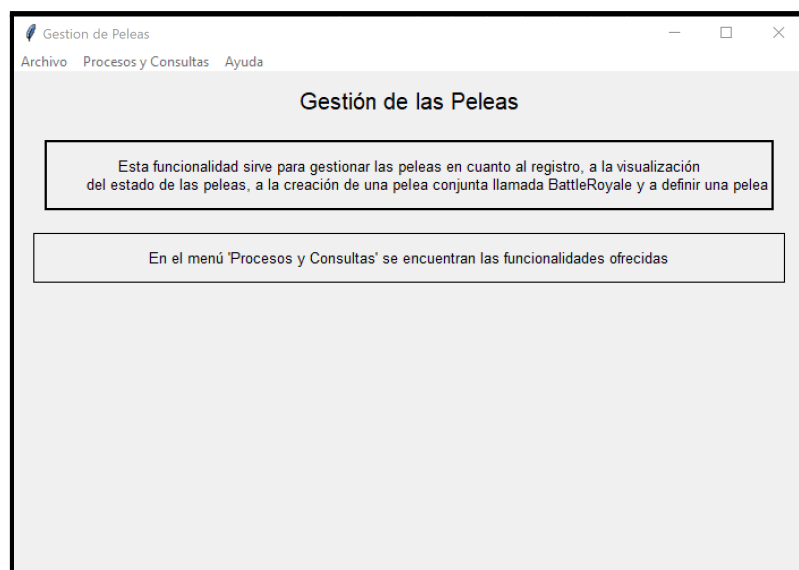 Gestion de Peleas
Archivo Procesos y Consultas Ayuda
Gestión de las Peleas
Esta funcionalidad sirve para gestionar las peleas en cuanto al registro, a la visualización
del estado de las peleas, a la creación de una pelea conjunta llamada BattleRoyale y a definir una pelea
En el menú 'Procesos y Consultas' se encuentran las funcionalidades ofrecidas